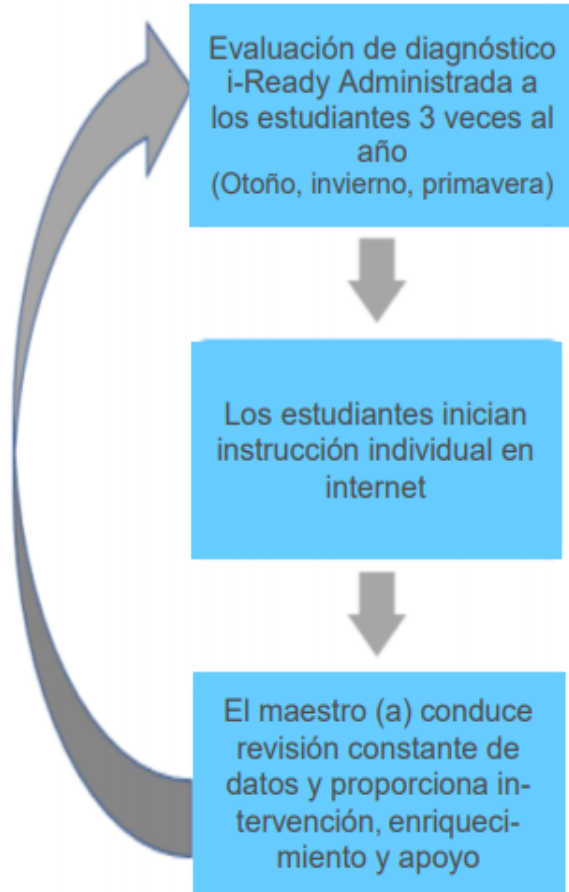 Evaluación de diagnóstico
i-Ready Administrada a
los estudiantes 3 veces al
año
(Otoño, invierno, primavera)
Los estudiantes inician
instrucción individual en
internet
El maestro (a) conduce
revisión constante de
datos y proporciona in-
tervención, enriqueci-
miento y apoyo